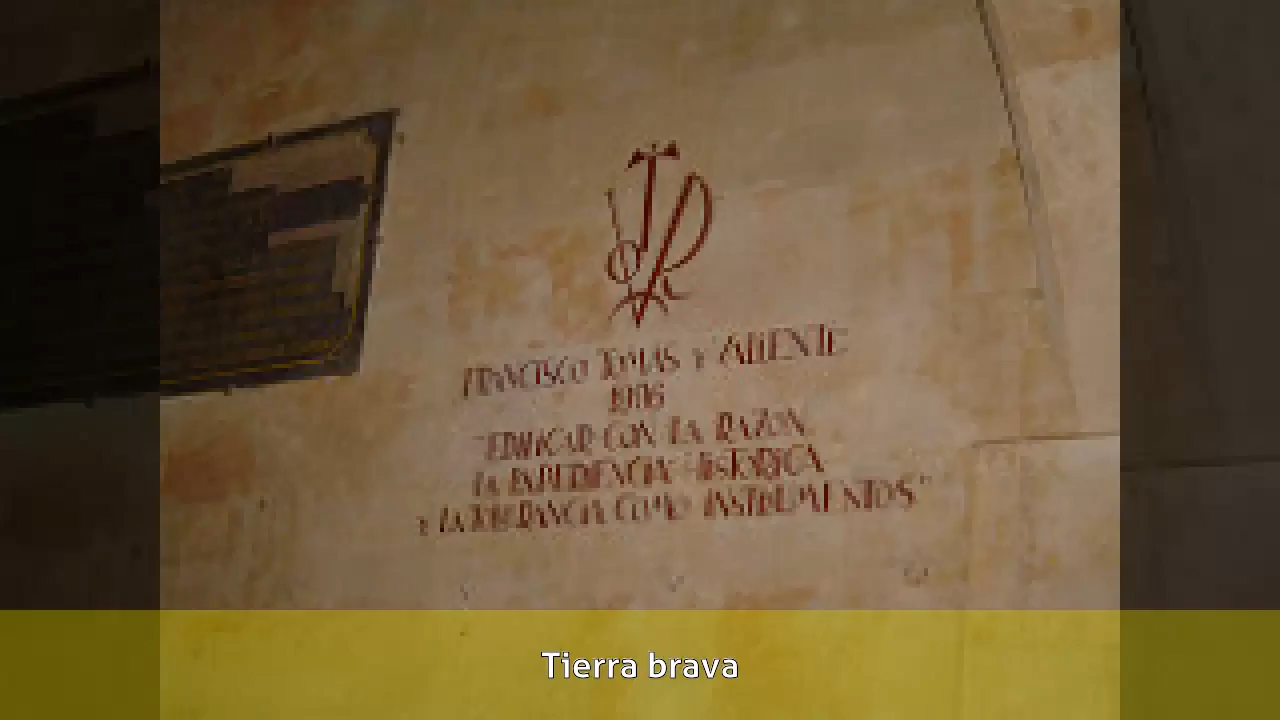 FRANCISCO TOMAS Y VALIENTE
1996
"EDUCAR CON LA RAZON,
LA EXPERIENCIA HISTORICA
Y LA TOLERANCIA COMO INSTRUMENTOS."
Tierra brava